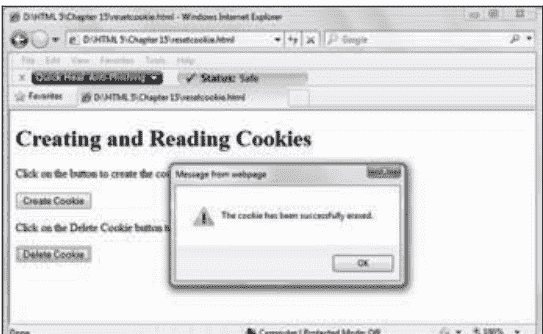 D:\HTML 5\Chapter 15\resetcookie.html - Windows Internet Explorer
D:\HTML 5\Chapter 15\resetcookie.html
Google
File Edit View Favorites Tools Help
x Quick Heal Anti-Phishing Status: Safe
Favorites D:\HTML 5\Chapter 15\resetcookie.html
Creating and Reading Cookies
Click on the button to create the coo
Message from webpage
The cookie has been successfully erased.
Create Cookie
Click on the Delete Cookie button t
Delete Cookie
OK
Done Computer | Protected Mode: Off 100%